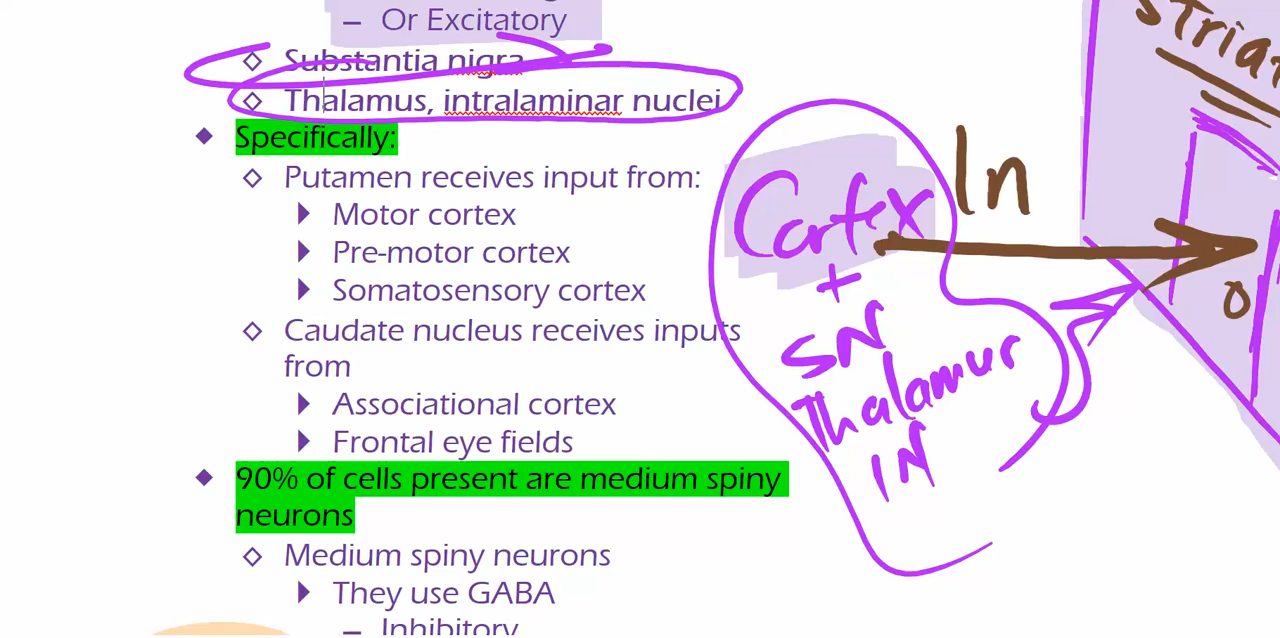 – Or Excitatory
◇ Substantia nigra
◇ Thalamus, intralaminar nuclei
◆ Specifically:
◇ Putamen receives input from:
Motor cortex
Pre-motor cortex
Somatosensory cortex
◇ Caudate nucleus receives inputs
from
Associational cortex
Frontal eye fields
◆ 90% of cells present are medium spiny
neurons
◇ Medium spiny neurons
They use GABA
– Inhibitory
Cortex
+
SN
Thalamus
IN
In